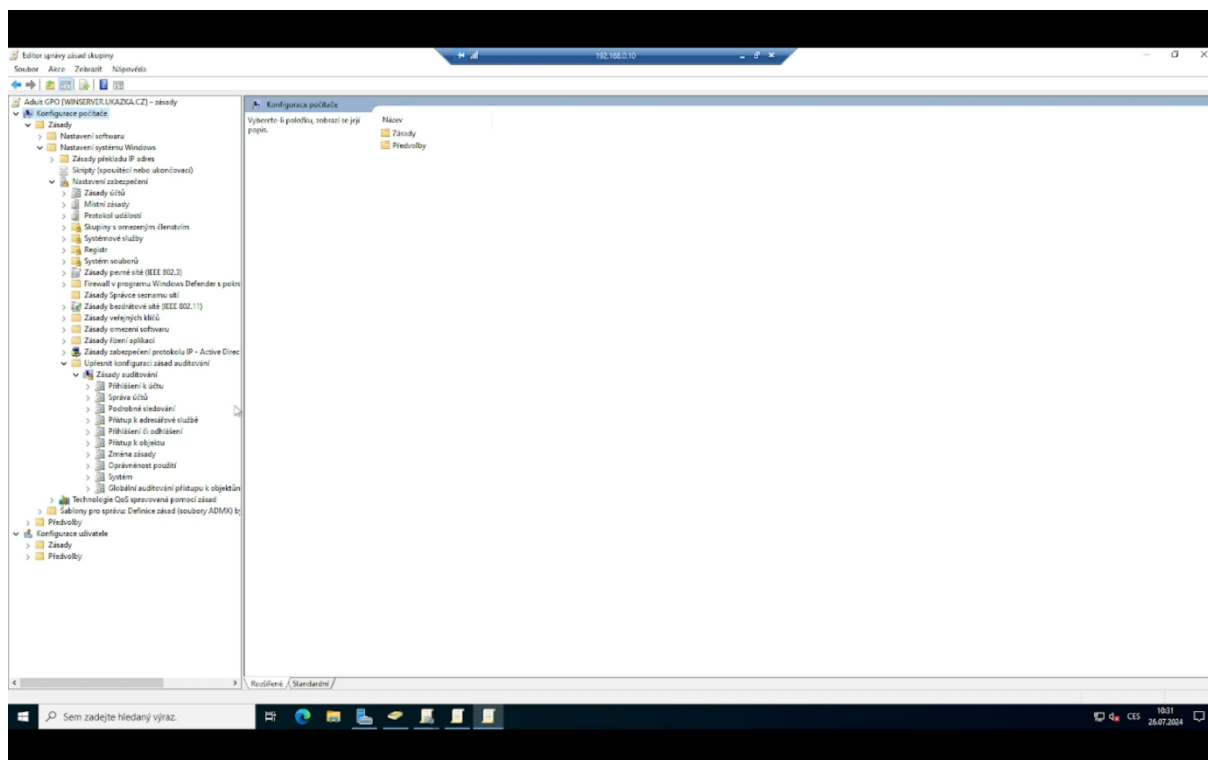 Editor správy zásad skupiny
192.168.0.10
Soubor Akce Zobrazit Nápověda
Aduit GPO [WINSERVER.UKAZKA.CZ] – zásady
Konfigurace počítače
Zásady
Nastavení softwaru
Nastavení systému Windows
Zásady překladu IP adres
Skripty (spouštěcí nebo ukončovací)
Nastavení zabezpečení
Zásady účtů
Místní zásady
Protokol událostí
Skupiny s omezeným členstvím
Systémové služby
Registr
Systém souborů
Zásady pevné sítě (IEEE 802.3)
Firewall v programu Windows Defender s pokro
Zásady Správce seznamu sítí
Zásady bezdrátové sítě (IEEE 802.11)
Zásady veřejných klíčů
Zásady omezení softwaru
Zásady řízení aplikací
Zásady zabezpečení protokolu IP - Active Direc
Upřesnit konfiguraci zásad auditování
Zásady auditování
Přihlášení k účtu
Správa účtů
Podrobné sledování
Přístup k adresářové službě
Přihlášení či odhlášení
Přístup k objektu
Změna zásady
Oprávněnost použití
Systém
Globální auditování přístupu k objektům
Technologie QoS spravovaná pomocí zásad
Šablony pro správu: Definice zásad (soubory ADMX) by
Předvolby
Konfigurace uživatele
Zásady
Předvolby
Konfigurace počítače
Vyberete-li položku, zobrazí se její
popis.
Název
Zásady
Předvolby
Rozšířené Standardní
Sem zadejte hledaný výraz.
CES
10:31
26.07.2024